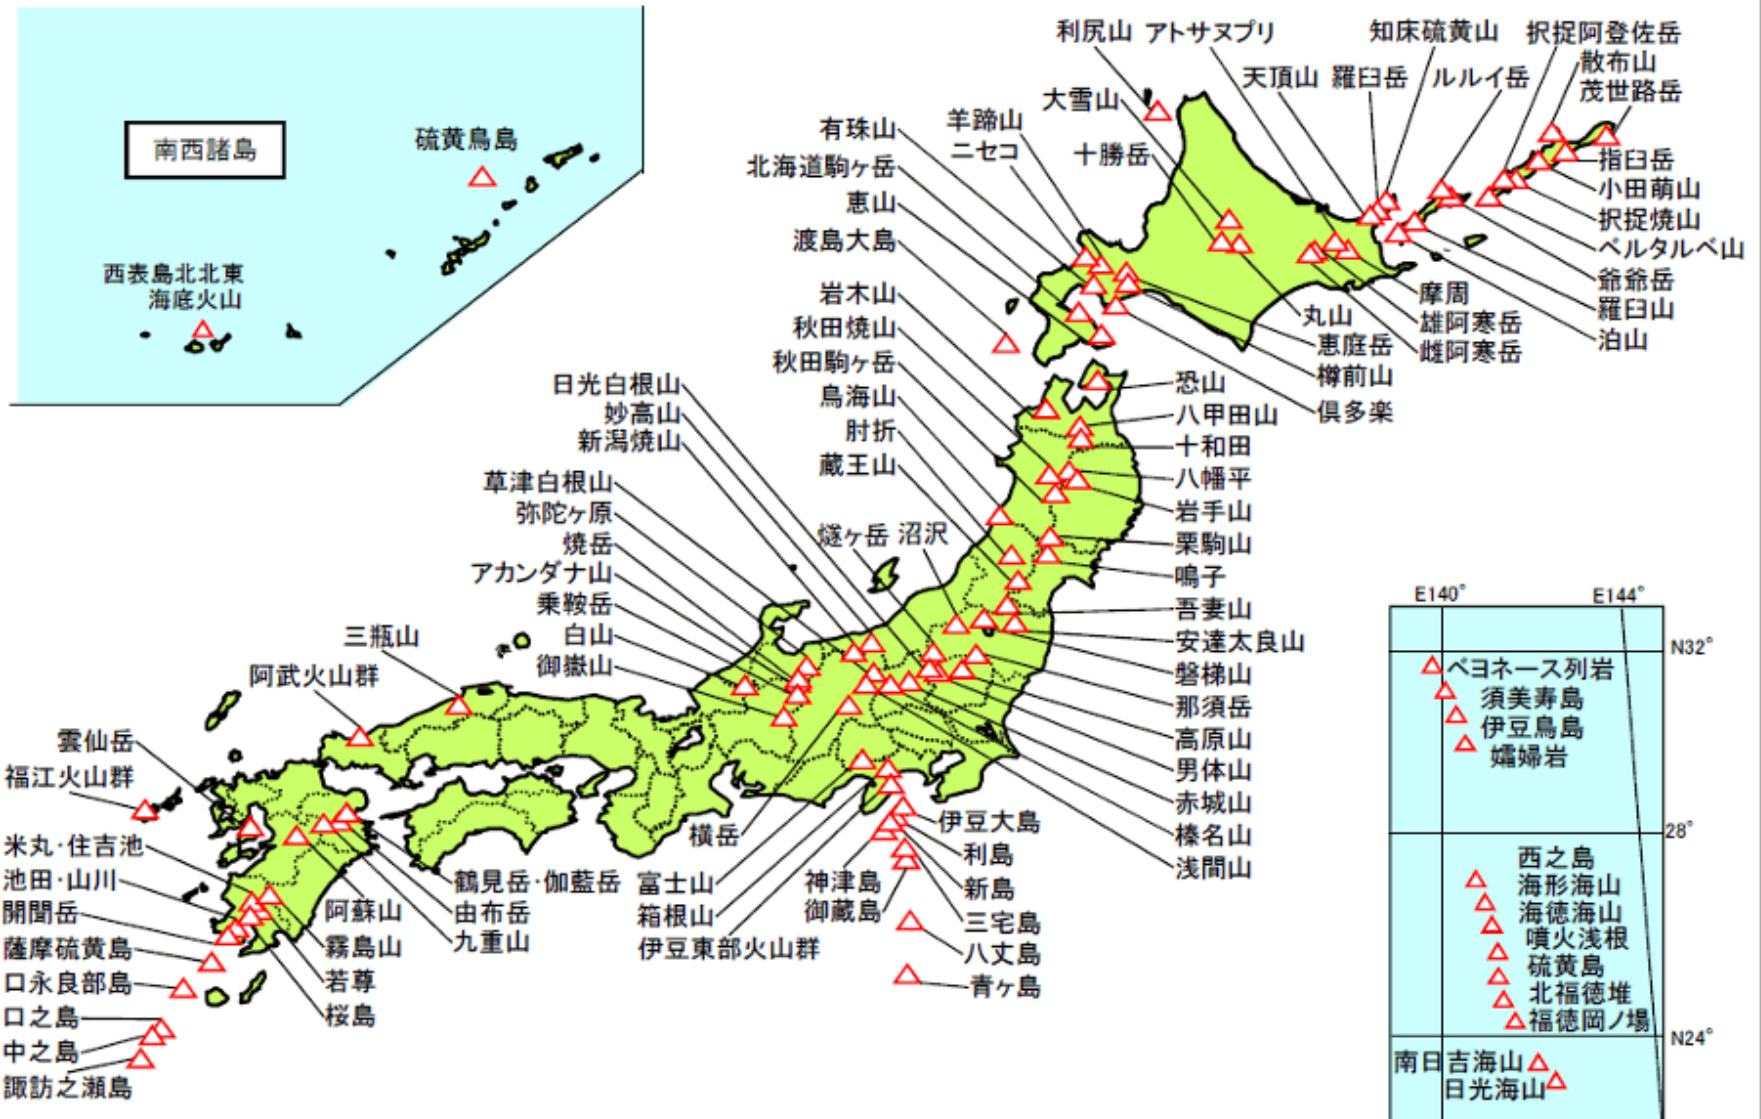 南西諸島
硫黄鳥島
西表島北北東
海底火山
利尻山
アトサヌプリ
知床硫黄山
択捉阿登佐岳
散布山
天頂山
羅臼岳
ルルイ岳
茂世路岳
大雪山
羊蹄山
ニセコ
十勝岳
有珠山
北海道駒ヶ岳
恵山
渡島大島
指臼岳
小田萌山
択捉焼山
ベルタルベ山
爺爺岳
羅臼山
泊山
摩周
雄阿寒岳
雌阿寒岳
丸山
恵庭岳
樽前山
倶多楽
岩木山
秋田焼山
秋田駒ヶ岳
鳥海山
肘折
蔵王山
恐山
八甲田山
十和田
八幡平
岩手山
栗駒山
鳴子
吾妻山
安達太良山
磐梯山
那須岳
高原山
男体山
赤城山
榛名山
浅間山
日光白根山
妙高山
新潟焼山
草津白根山
弥陀ヶ原
焼岳
アカンダナ山
乗鞍岳
白山
御嶽山
燧ヶ岳
沼沢
三瓶山
阿武火山群
雲仙岳
福江火山群
米丸・住吉池
池田・山川
開聞岳
薩摩硫黄島
口永良部島
口之島
中之島
諏訪之瀬島
鶴見岳・伽藍岳
由布岳
九重山
阿蘇山
霧島山
若尊
桜島
横岳
富士山
箱根山
伊豆東部火山群
神津島
御蔵島
伊豆大島
利島
新島
三宅島
八丈島
青ヶ島
E140°
E144°
N32°
ベヨネース列岩
須美寿島
伊豆鳥島
孀婦岩
28°
西之島
海形海山
海徳海山
噴火浅根
硫黄島
北福徳堆
福徳岡ノ場
N24°
南日吉海山
日光海山